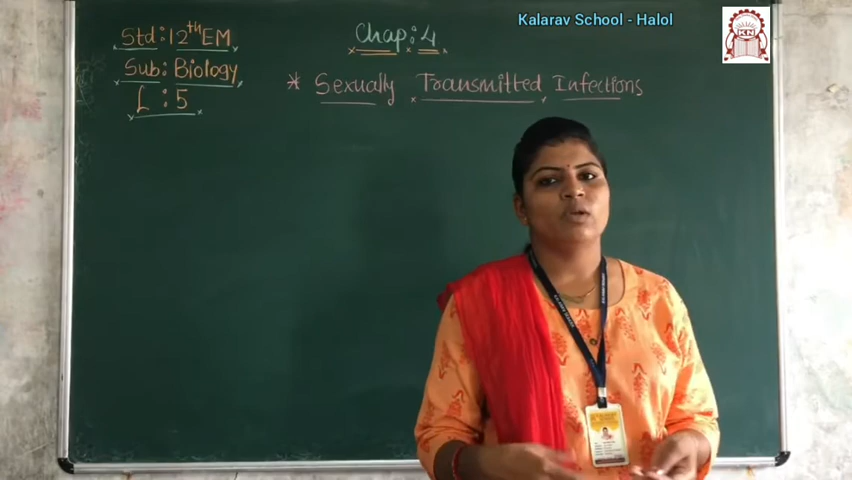 Kalarav School - Halol
Std : 12th EM
Chap : 4
Sub : Biology
* Sexually Transmitted Infections
L : 5
KN